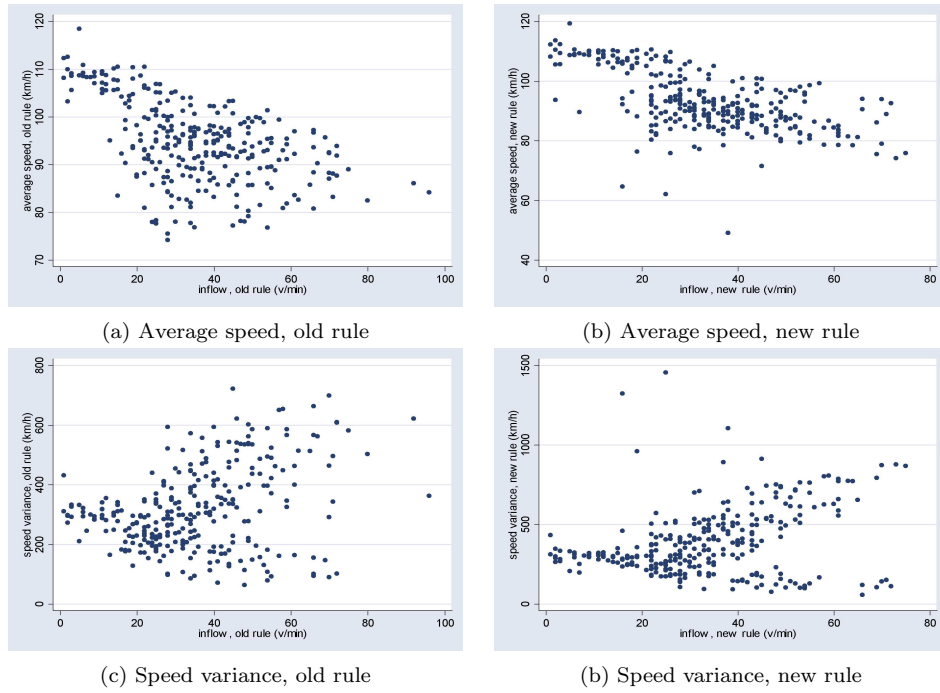 120
110
100
90
80
70
average speed, old rule (km/h)
0 20 40 60 80 100
inflow , old rule (v/min)
(a) Average speed, old rule
120
100
80
60
40
average speed, new rule (km/h)
0 20 40 60 80
inflow , new rule (v/min)
(b) Average speed, new rule
800
600
400
200
0
speed variance, old rule (km/h)
0 20 40 60 80 100
inflow , old rule (v/min)
(c) Speed variance, old rule
1500
1000
500
0
speed variance, new rule (km/h)
0 20 40 60 80
inflow , new rule (v/min)
(b) Speed variance, new rule